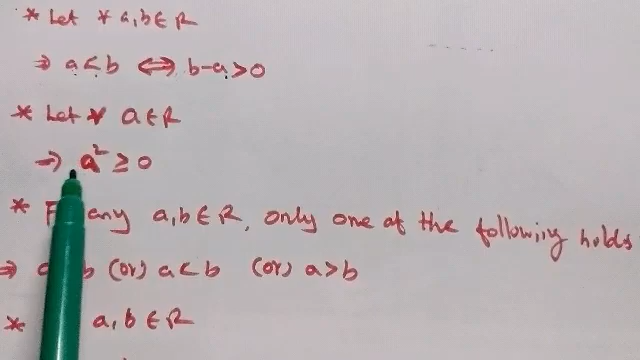 * Let ∀ a,b ∈ R
⇒ a < b ⟺ b-a > 0
* Let ∀ a ∈ R
⇒ a² ≥ 0
* any a,b ∈ R, only one of the following holds
⇒ b (or) a < b (or) a > b
* a,b ∈ R